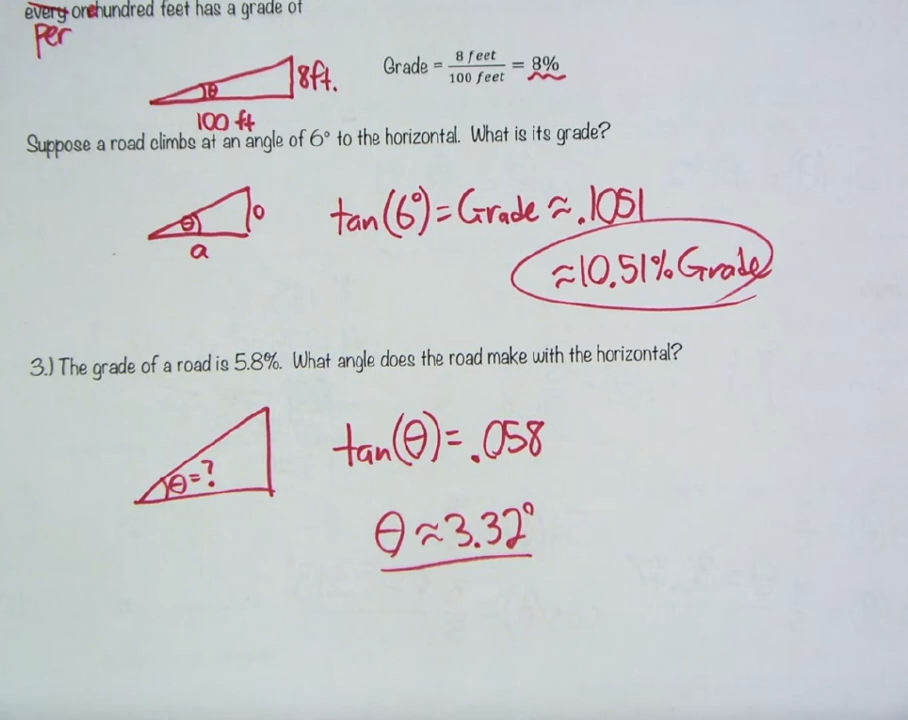 every one hundred feet has a grade of
Per
θ
8ft.
100 ft
Grade = 8 feet / 100 feet = 8%
Suppose a road climbs at an angle of 6° to the horizontal. What is its grade?
θ
o
a
tan(6°) = Grade ≈ .1051
≈ 10.51% Grade
3.) The grade of a road is 5.8%. What angle does the road make with the horizontal?
θ=?
tan(θ) = .058
θ ≈ 3.32°